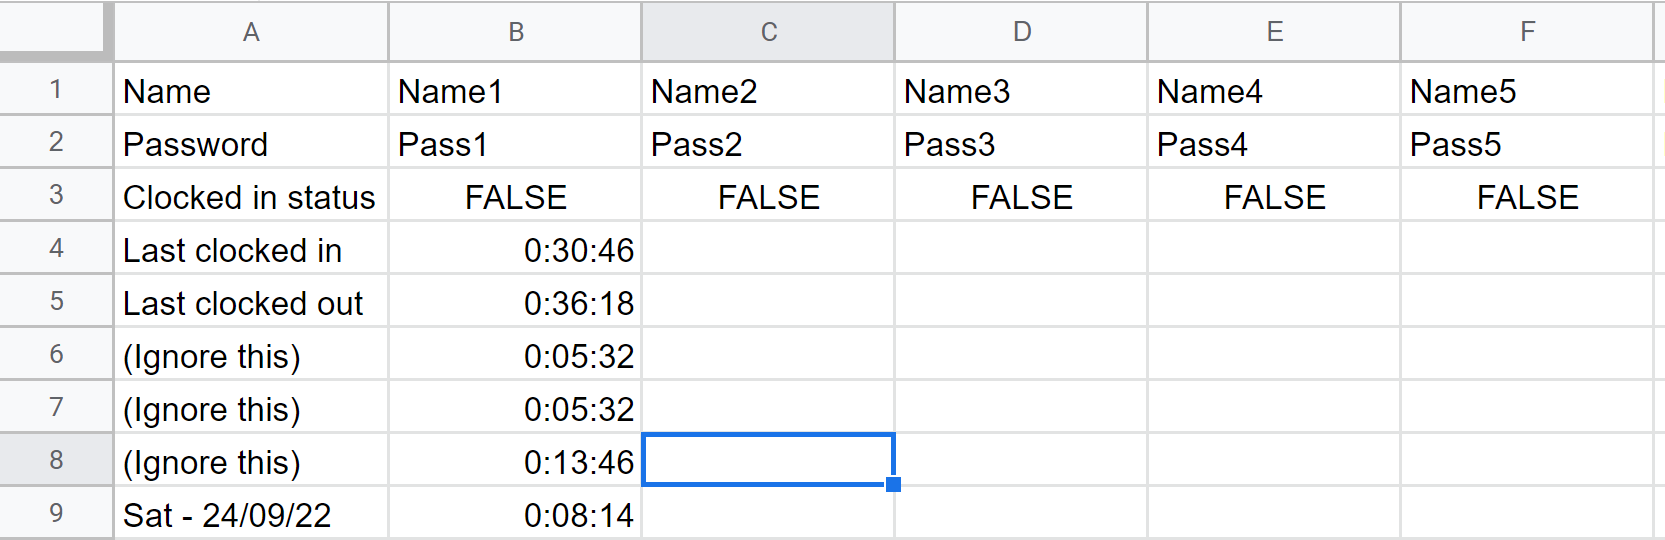 A B C D E F
1 Name Name1 Name2 Name3 Name4 Name5
2 Password Pass1 Pass2 Pass3 Pass4 Pass5
3 Clocked in status FALSE FALSE FALSE FALSE FALSE
4 Last clocked in 0:30:46
5 Last clocked out 0:36:18
6 (Ignore this) 0:05:32
7 (Ignore this) 0:05:32
8 (Ignore this) 0:13:46
9 Sat - 24/09/22 0:08:14